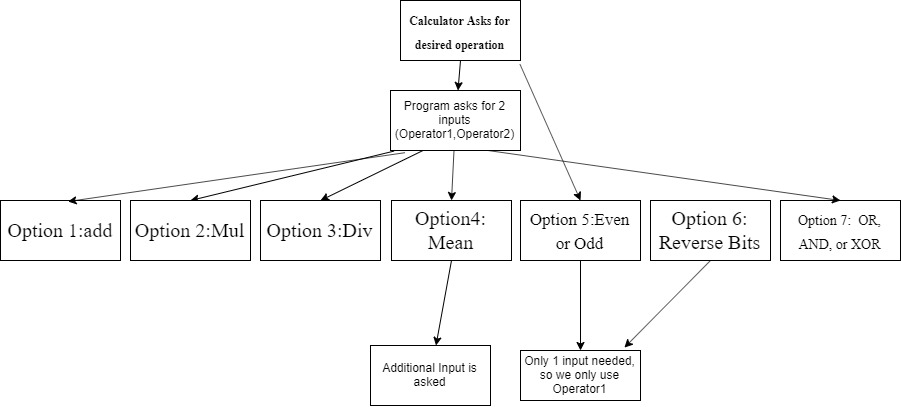 Calculator Asks for
desired operation
Program asks for 2
inputs
(Operator1,Operator2)
Option 1:add
Option 2:Mul
Option 3:Div
Option4:
Mean
Option 5:Even
or Odd
Option 6:
Reverse Bits
Option 7:  OR,
AND, or XOR
Additional Input is
asked
Only 1 input needed,
so we only use
Operator1